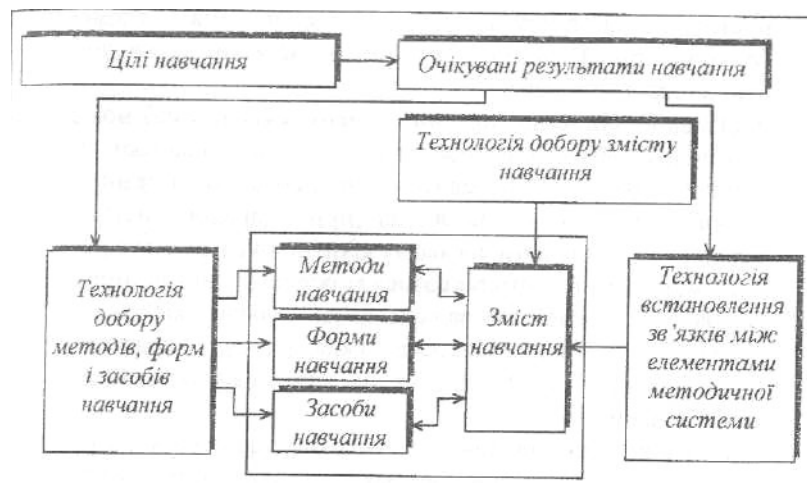 Цілі навчання
Очікувані результати навчання
Технологія добору змісту
навчання
Технологія
добору
методів, форм
і засобів
навчання
Методи
навчання
Форми
навчання
Засоби
навчання
Зміст
навчання
Технологія
встановлення
зв’язків між
елементами
методичної
системи